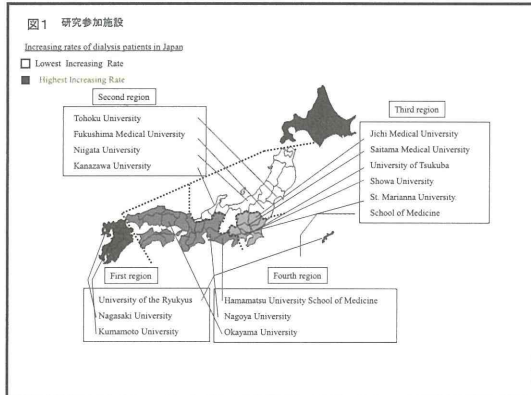 図1 研究参加施設
Increasing rates of dialysis patients in Japan
Lowest Increasing Rate
Highest Increasing Rate
Second region
Tohoku University
Fukushima Medical University
Niigata University
Kanazawa University
Third region
Jichi Medical University
Saitama Medical University
University of Tsukuba
Showa University
St. Marianna University
School of Medicine
First region
University of the Ryukyus
Nagasaki University
Kumamoto University
Fourth region
Hamamatsu University School of Medicine
Nagoya University
Okayama University